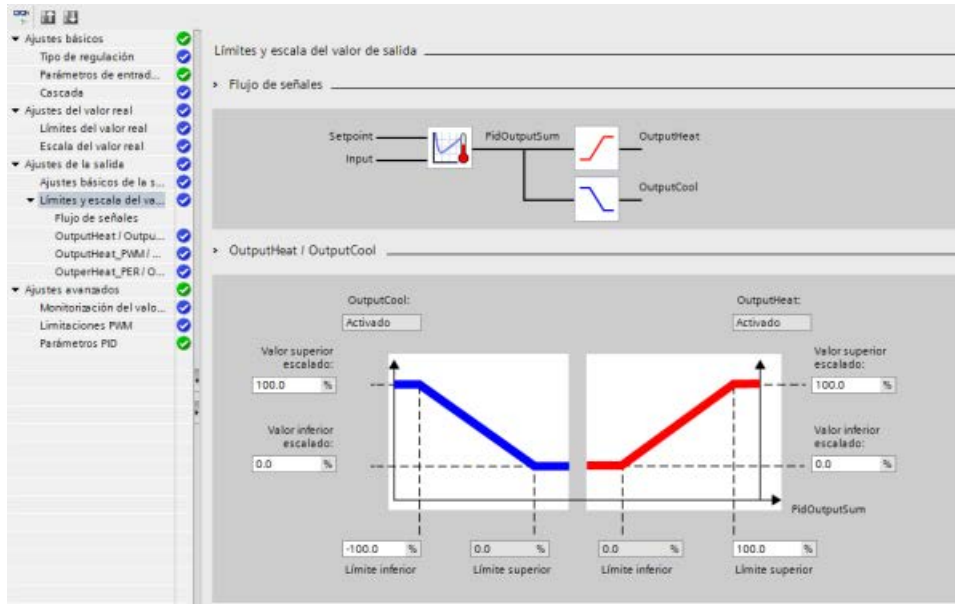 Ajustes básicos
Tipo de regulación
Parámetros de entrad...
Cascada
Ajustes del valor real
Límites del valor real
Escala del valor real
Ajustes de la salida
Ajustes básicos de la s...
Límites y escala del va...
Flujo de señales
OutputHeat / Outpu...
OutputHeat_PWM / ...
OutperHeat_PER / O...
Ajustes avanzados
Monitorización del valo...
Limitaciones PWM
Parámetros PID
Límites y escala del valor de salida
Flujo de señales
Setpoint
Input
PidOutputSum
OutputHeat
OutputCool
OutputHeat / OutputCool
OutputCool:
Activado
OutputHeat:
Activado
Valor superior
escalado:
100.0 %
Valor inferior
escalado:
0.0 %
Valor superior
escalado:
100.0 %
Valor inferior
escalado:
0.0 %
PidOutputSum
-100.0 % 0.0 % 0.0 % 100.0 %
Límite inferior Límite superior Límite inferior Límite superior